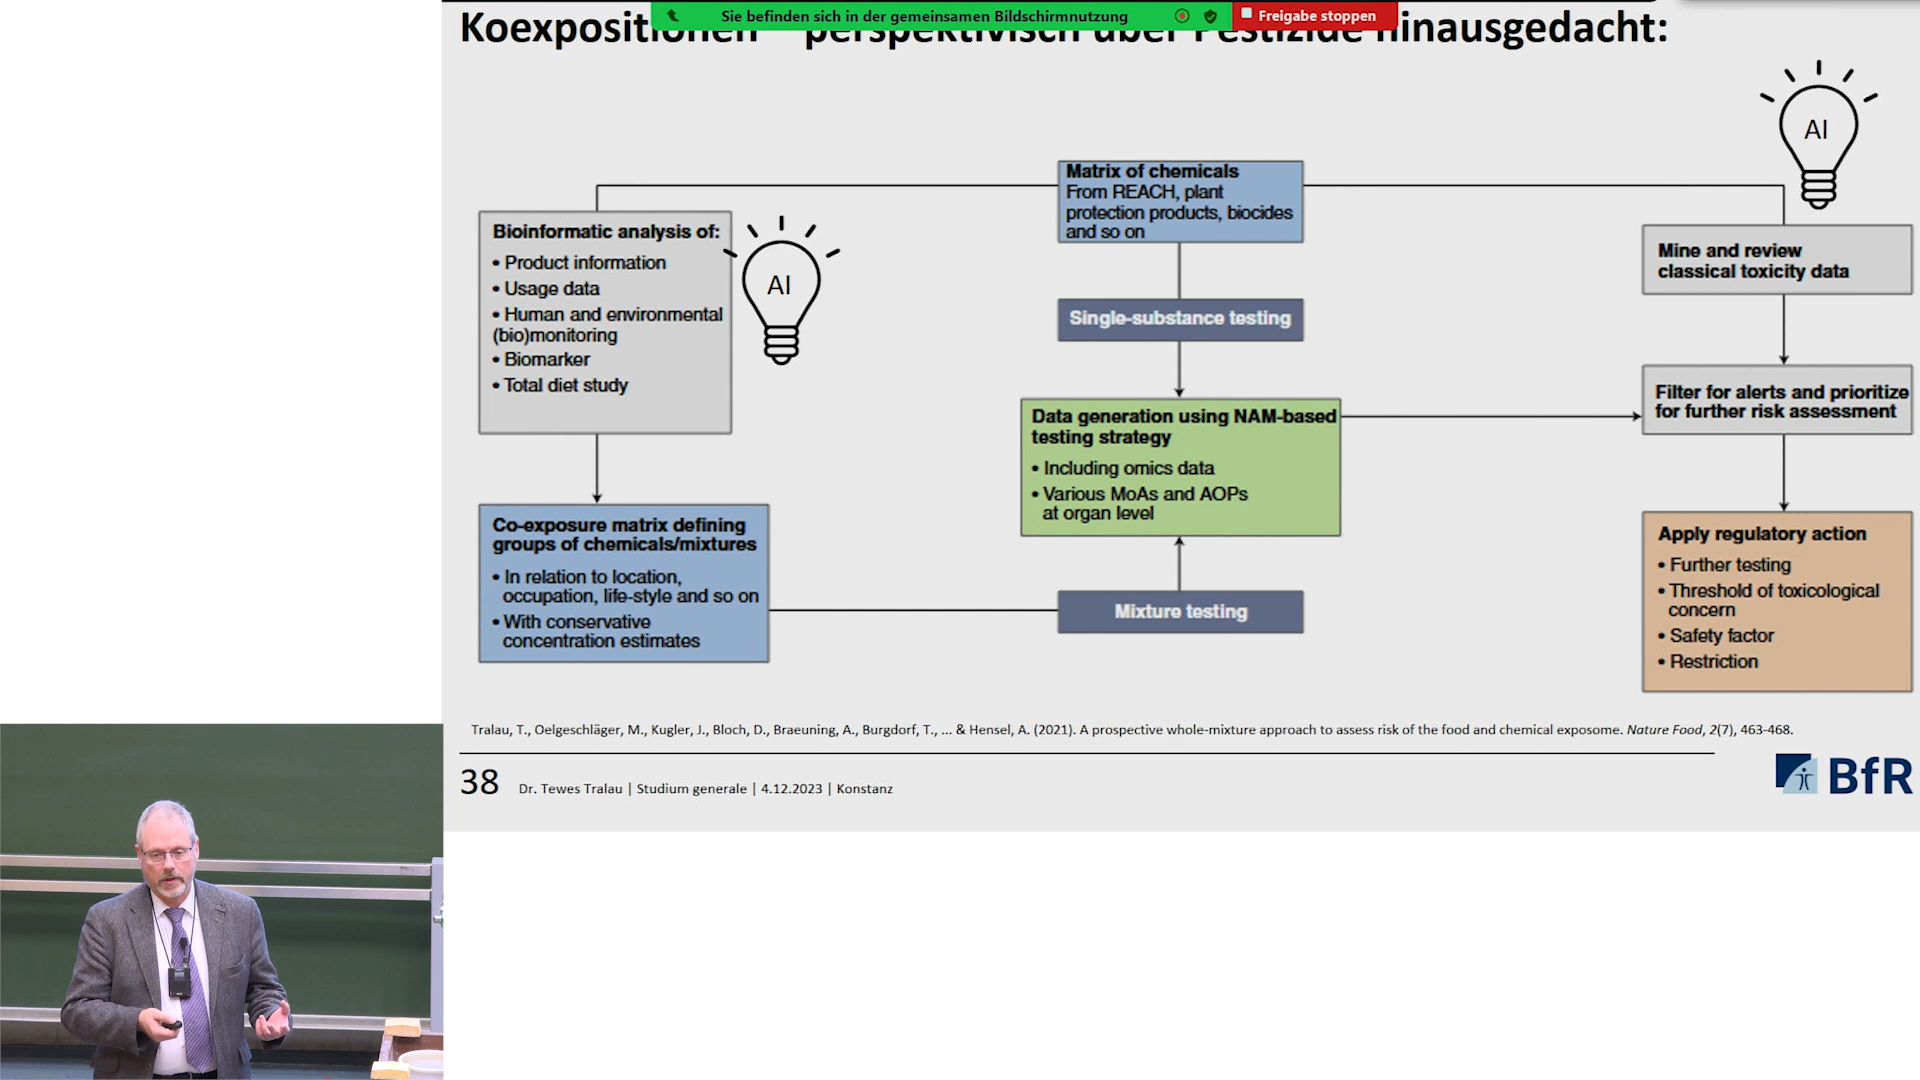 Sie befinden sich in der gemeinsamen Bildschirmnutzung
Freigabe stoppen
Koexpositionen – perspektivisch über Pestizide hinausgedacht:
AI
Matrix of chemicals
From REACH, plant
protection products, biocides
and so on
Bioinformatic analysis of:
• Product information
• Usage data
• Human and environmental
(bio)monitoring
• Biomarker
• Total diet study
AI
Mine and review
classical toxicity data
Single-substance testing
Filter for alerts and prioritize
for further risk assessment
Data generation using NAM-based
testing strategy
• Including omics data
• Various MoAs and AOPs
at organ level
Co-exposure matrix defining
groups of chemicals/mixtures
• In relation to location,
occupation, life-style and so on
• With conservative
concentration estimates
Mixture testing
Apply regulatory action
• Further testing
• Threshold of toxicological
concern
• Safety factor
• Restriction
Tralau, T., Oelgeschläger, M., Kugler, J., Bloch, D., Braeuning, A., Burgdorf, T., ... & Hensel, A. (2021). A prospective whole-mixture approach to assess risk of the food and chemical exposome. Nature Food, 2(7), 463-468.
38 Dr. Tewes Tralau | Studium generale | 4.12.2023 | Konstanz
BfR